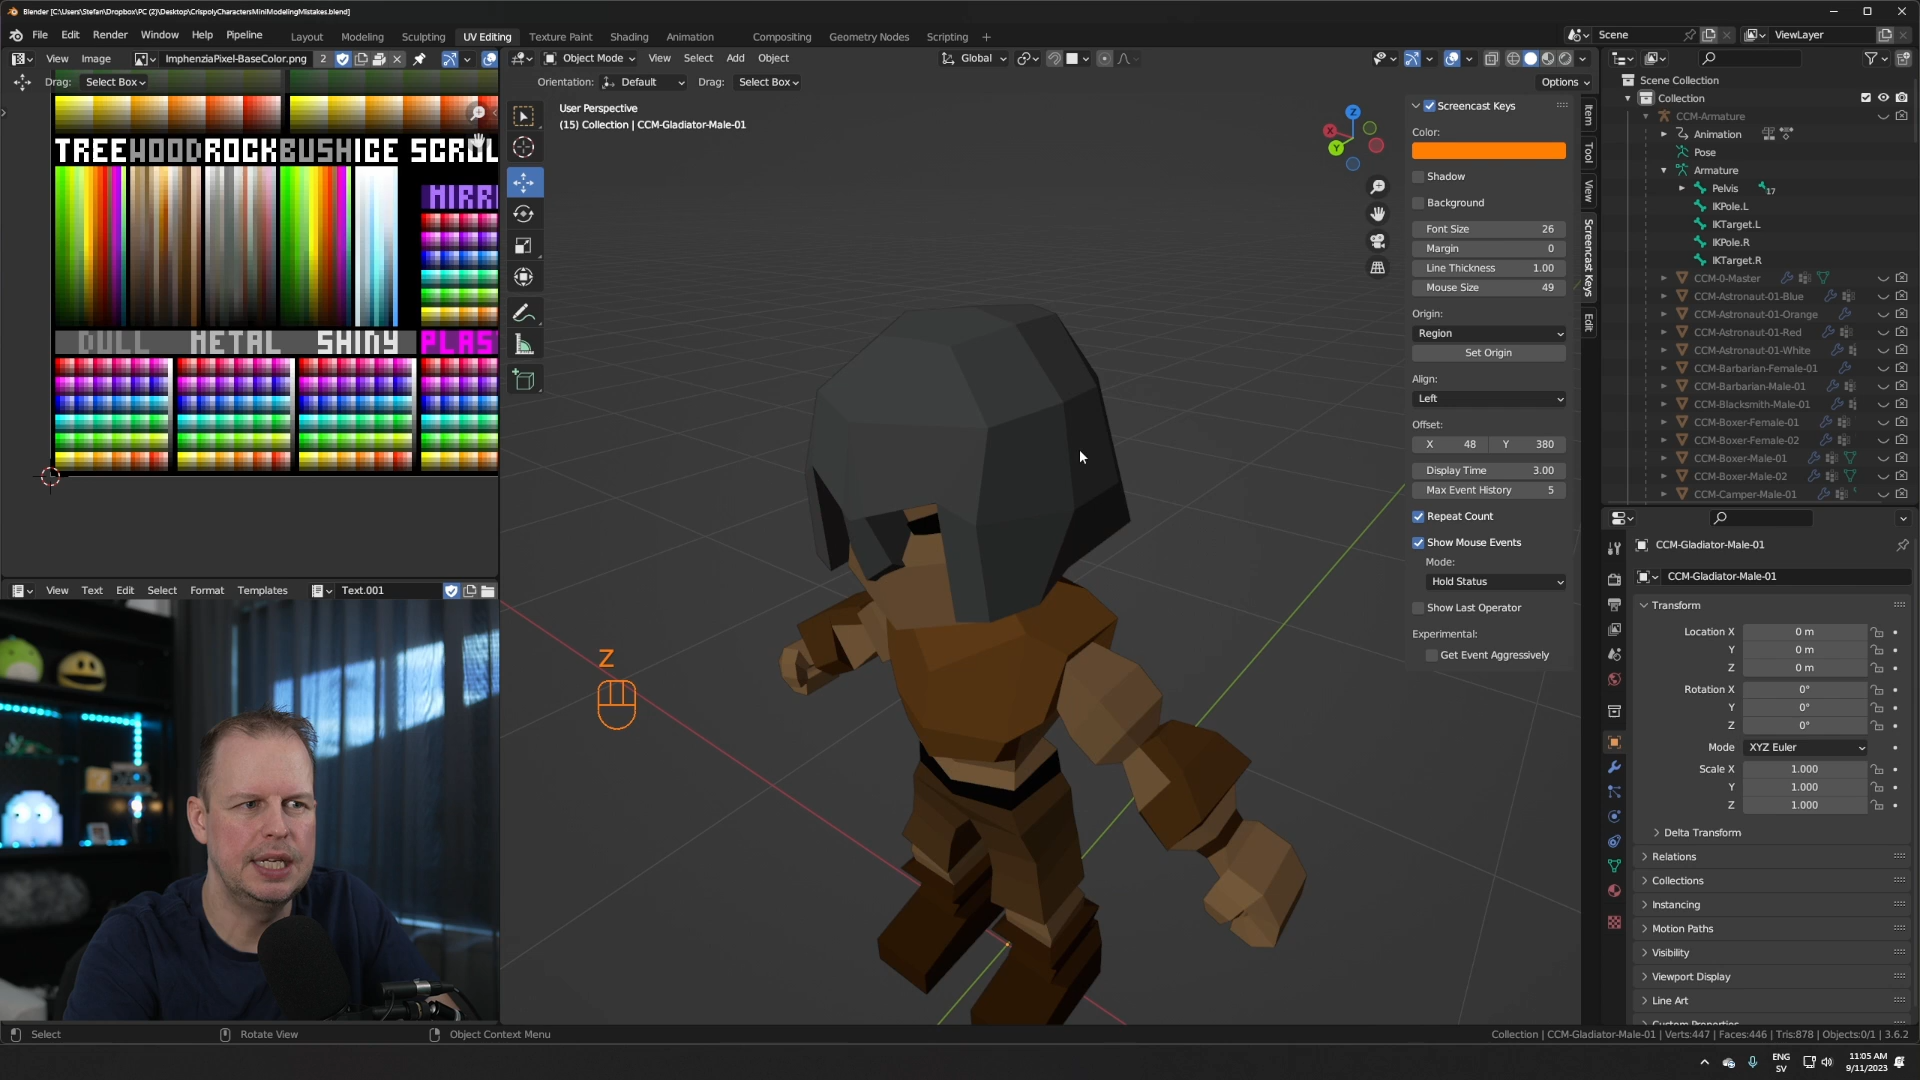 Blender [C:\Users\Stefan\Dropbox\PC (2)\Desktop\CrispolyCharactersMiniModelingMistakes.blend]
File Edit Render Window Help Pipeline
Layout Modeling Sculpting UV Editing Texture Paint Shading Animation Compositing Geometry Nodes Scripting +
Scene ViewLayer
View Image ImphenziaPixel-BaseColor.png 2
Drag: Select Box
TREE WOOD ROCK BUSH ICE SCROL
MIRR
DULL METAL SHINY PLAS
View Text Edit Select Format Templates Text.001
Object Mode View Select Add Object Global
Orientation: Default Drag: Select Box Options
User Perspective
(15) Collection | CCM-Gladiator-Male-01
Z
X
Y
Z
Screencast Keys
Color:
Shadow
Background
Font Size 26
Margin 0
Line Thickness 1.00
Mouse Size 49
Origin:
Region
Set Origin
Align:
Left
Offset:
X 48 Y 380
Display Time 3.00
Max Event History 5
Repeat Count
Show Mouse Events
Mode:
Hold Status
Show Last Operator
Experimental:
Get Event Aggressively
Item
Tool
View
Screencast Keys
Edit
Scene Collection
Collection
CCM-Armature
Animation
Pose
Armature
Pelvis 17
IKPole.L
IKTarget.L
IKPole.R
IKTarget.R
CCM-0-Master
CCM-Astronaut-01-Blue
CCM-Astronaut-01-Orange
CCM-Astronaut-01-Red
CCM-Astronaut-01-White
CCM-Barbarian-Female-01
CCM-Barbarian-Male-01
CCM-Blacksmith-Male-01
CCM-Boxer-Female-01
CCM-Boxer-Female-02
CCM-Boxer-Male-01
CCM-Boxer-Male-02
CCM-Camper-Male-01
CCM-Gladiator-Male-01
CCM-Gladiator-Male-01
Transform
Location X 0 m
Y 0 m
Z 0 m
Rotation X 0°
Y 0°
Z 0°
Mode XYZ Euler
Scale X 1.000
Y 1.000
Z 1.000
Delta Transform
Relations
Collections
Instancing
Motion Paths
Visibility
Viewport Display
Line Art
Custom Properties
Select Rotate View Object Context Menu
Collection | CCM-Gladiator-Male-01 | Verts:447 | Faces:446 | Tris:878 | Objects:0/1 | 3.6.2
ENG
SV
11:05 AM
9/11/2023